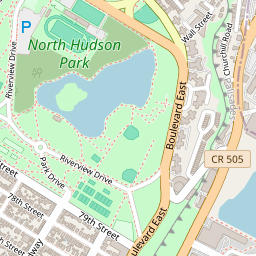 P
North Hudson
Park
Wall Street
Churchill Road
Riverview Drive
Boulevard East
CR 505
Riverview Drive
Park Drive
Boulevard East
79th Street
78th Street